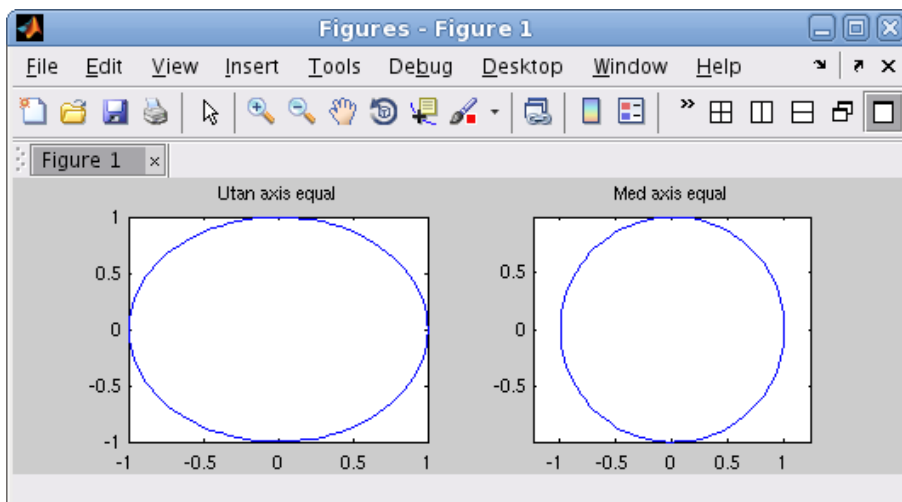 Figures - Figure 1
File Edit View Insert Tools Debug Desktop Window Help
Figure 1
Utan axis equal
1
0.5
0
-0.5
-1
-1 -0.5 0 0.5 1
Med axis equal
0.5
0
-0.5
-1 -0.5 0 0.5 1